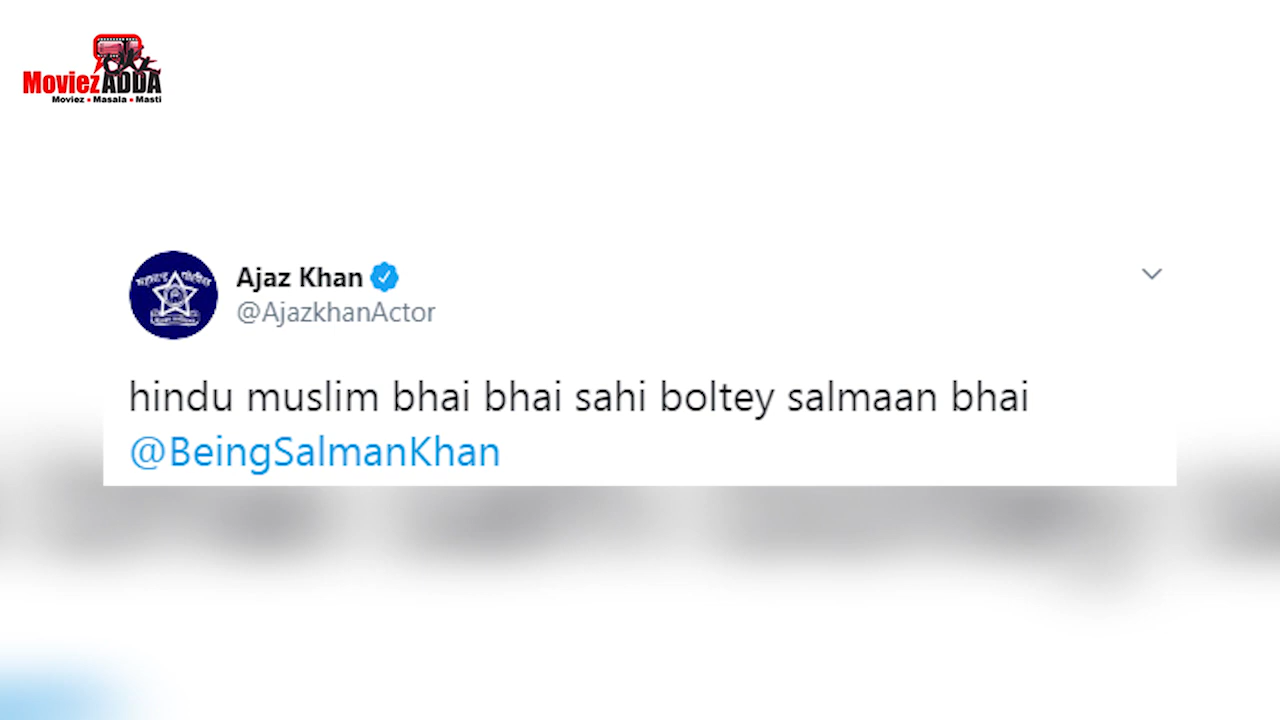 MoviezADDA
Moviez • Masala • Masti
Ajaz Khan
@AjazkhanActor
hindu muslim bhai bhai sahi boltey salmaan bhai
@BeingSalmanKhan